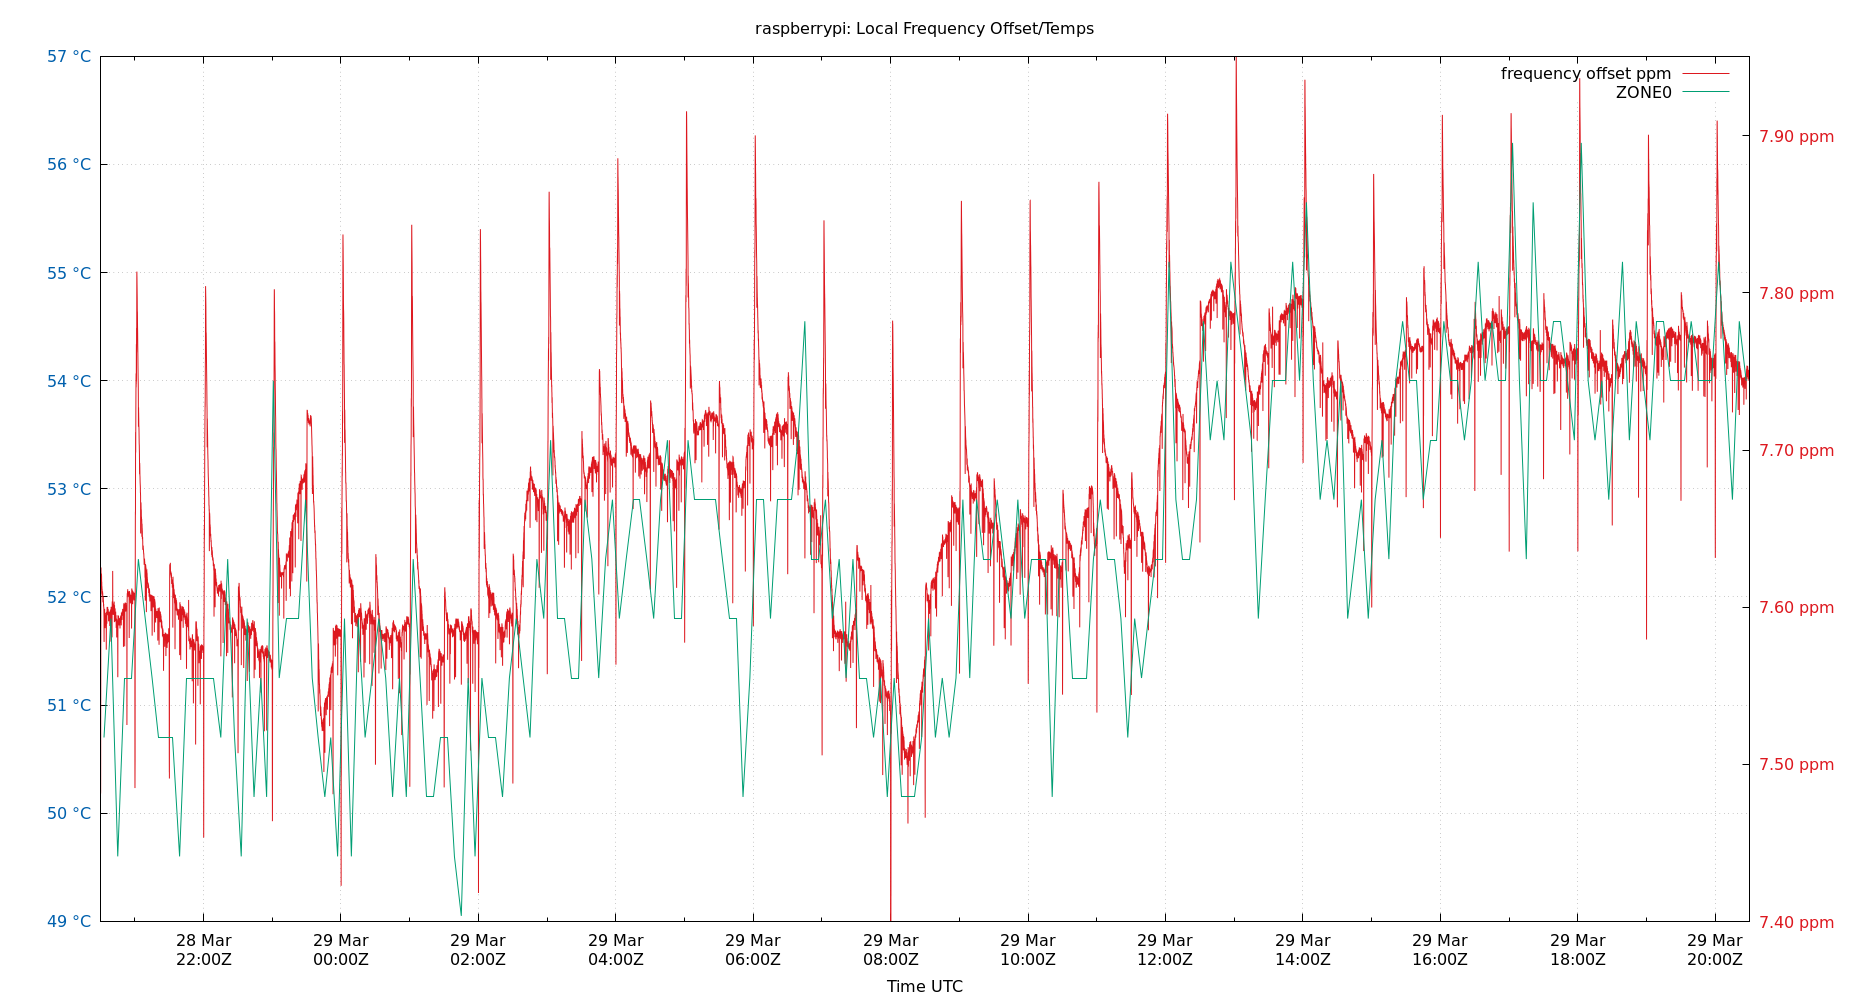 raspberrypi: Local Frequency Offset/Temps
57 °C
56 °C
55 °C
54 °C
53 °C
52 °C
51 °C
50 °C
49 °C
frequency offset ppm
ZONE0
7.90 ppm
7.80 ppm
7.70 ppm
7.60 ppm
7.50 ppm
7.40 ppm
28 Mar
22:00Z
29 Mar
00:00Z
29 Mar
02:00Z
29 Mar
04:00Z
29 Mar
06:00Z
29 Mar
08:00Z
29 Mar
10:00Z
29 Mar
12:00Z
29 Mar
14:00Z
29 Mar
16:00Z
29 Mar
18:00Z
29 Mar
20:00Z
Time UTC